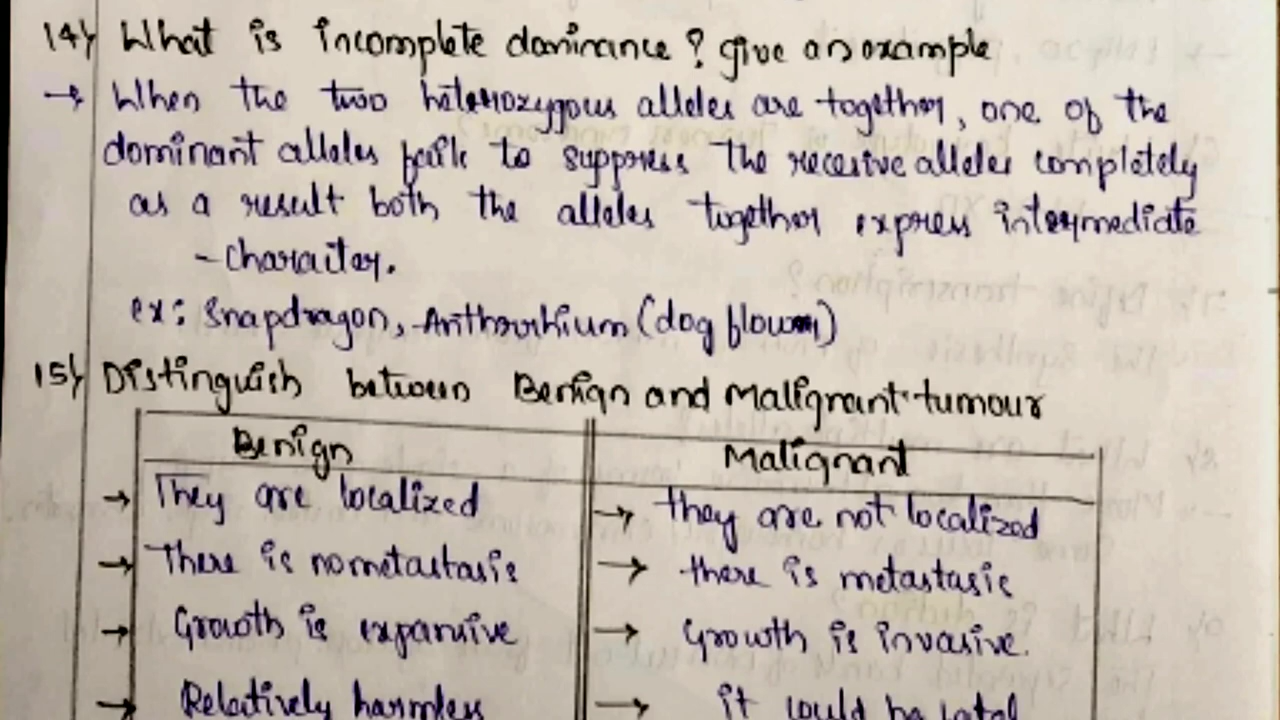 14) What is incomplete dominance? give an example
→ When the two heterozygous alleles are together, one of the
dominant alleles fails to suppress the recessive alleles completely
as a result both the alleles together express intermediate
- character.
ex: Snapdragon, (dog flower)
15) Distinguish between Benign and Malignant tumour
Benign Malignant
→ They are localized → they are not localized
→ There is no metastasis → there is metastasis
→ Growth is expansive → Growth is invasive.
→ Relatively harmless → it could be fatal